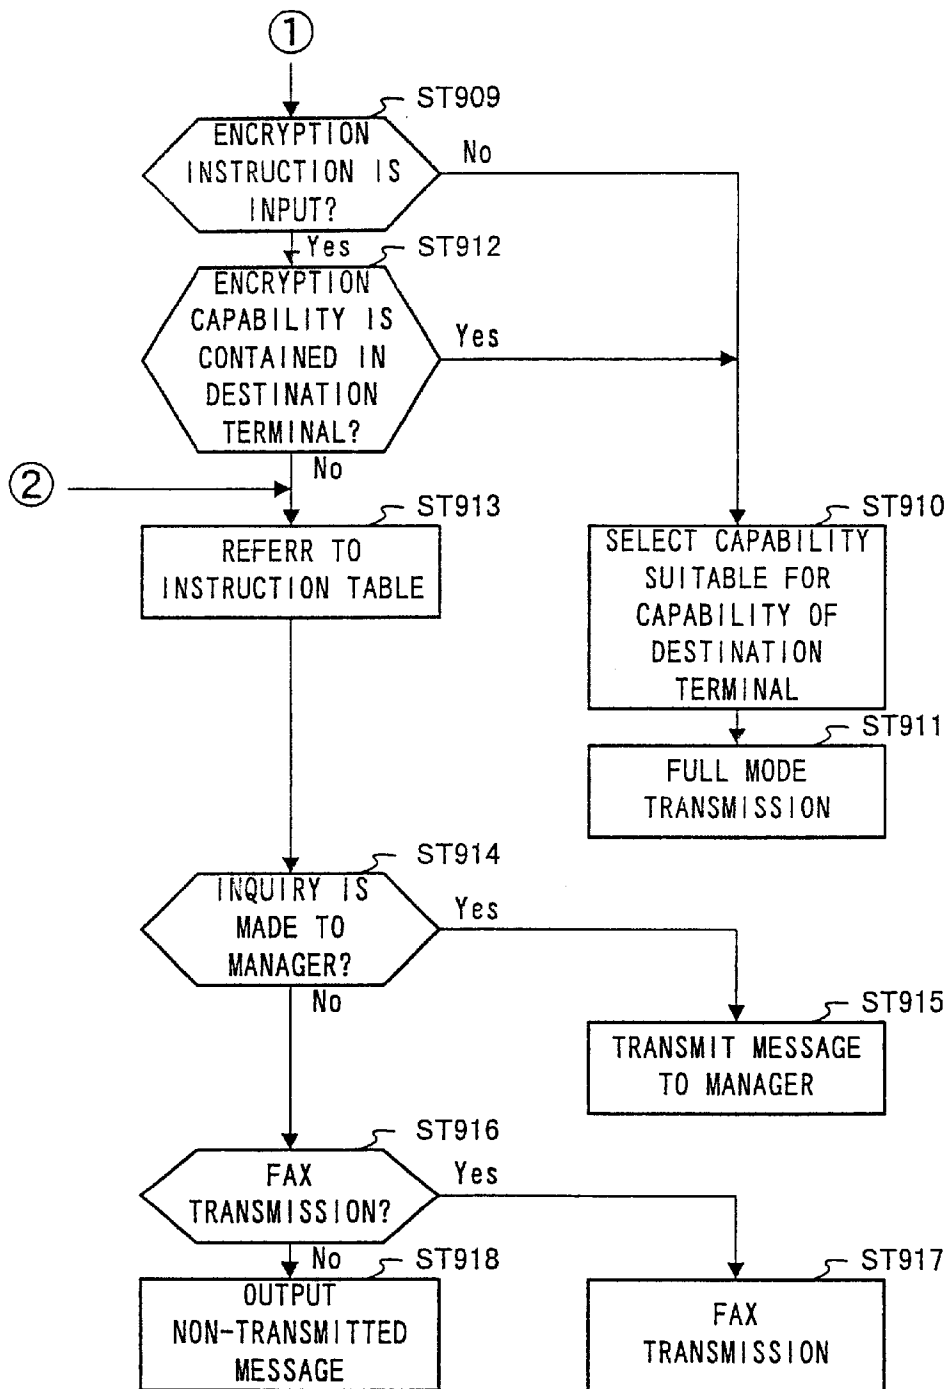 ①
ST909
ENCRYPTION
INSTRUCTION IS
INPUT?
No
Yes
ST912
ENCRYPTION
CAPABILITY IS
CONTAINED IN
DESTINATION
TERMINAL?
Yes
No
②
ST913
REFERR TO
INSTRUCTION TABLE
ST910
SELECT CAPABILITY
SUITABLE FOR
CAPABILITY OF
DESTINATION
TERMINAL
ST911
FULL MODE
TRANSMISSION
ST914
INQUIRY IS
MADE TO
MANAGER?
Yes
No
ST915
TRANSMIT MESSAGE
TO MANAGER
ST916
FAX
TRANSMISSION?
Yes
No
ST918
OUTPUT
NON-TRANSMITTED
MESSAGE
ST917
FAX
TRANSMISSION